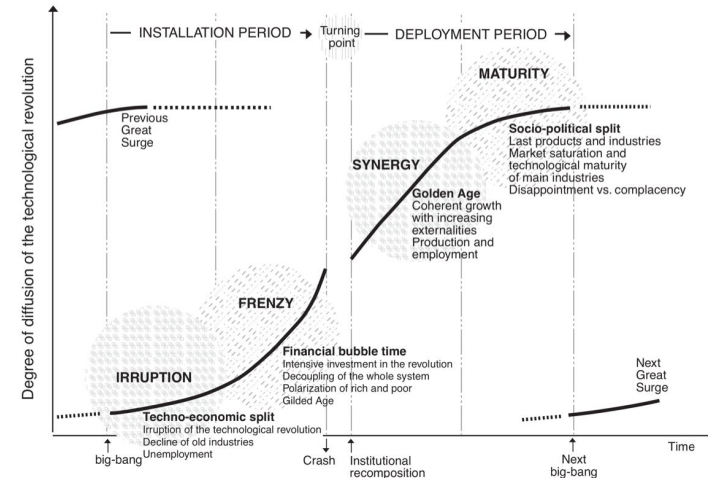 INSTALLATION PERIOD
Turning
point
DEPLOYMENT PERIOD
MATURITY
Degree of diffusion of the technological revolution
Previous
Great
Surge
Socio-political split
Last products and industries
Market saturation and
technological maturity
of main industries
Disappointment vs. complacency
SYNERGY
Golden Age
Coherent growth
with increasing
externalities
Production and
employment
FRENZY
Financial bubble time
Intensive investment in the revolution
Decoupling of the whole system
Polarization of rich and poor
Gilded Age
IRRUPTION
Techno-economic split
Irruption of the technological revolution
Decline of old industries
Unemployment
Next
Great
Surge
Time
big-bang
Crash
Institutional
recomposition
Next
big-bang